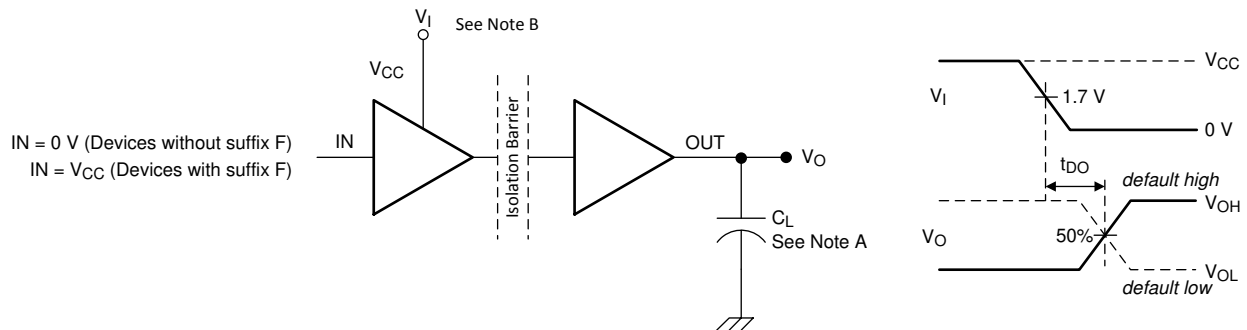 V_I
See Note B
V_CC
Isolation Barrier
IN = 0 V (Devices without suffix F)
IN = V_CC (Devices with suffix F)
IN
OUT
V_O
C_L
See Note A
V_CC
V_I
1.7 V
0 V
t_DO
default high
V_OH
V_O
50%
V_OL
default low